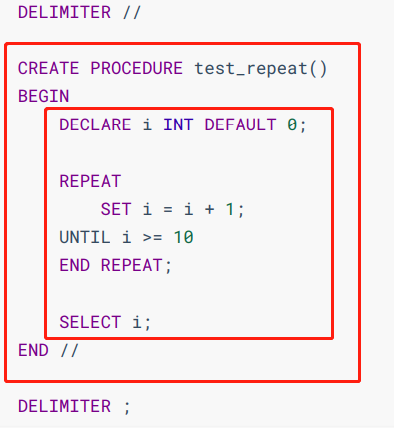 DELIMITER //
CREATE PROCEDURE test_repeat()
BEGIN
DECLARE i INT DEFAULT 0;
REPEAT
SET i = i + 1;
UNTIL i >= 10
END REPEAT;
SELECT i;
END //
DELIMITER ;